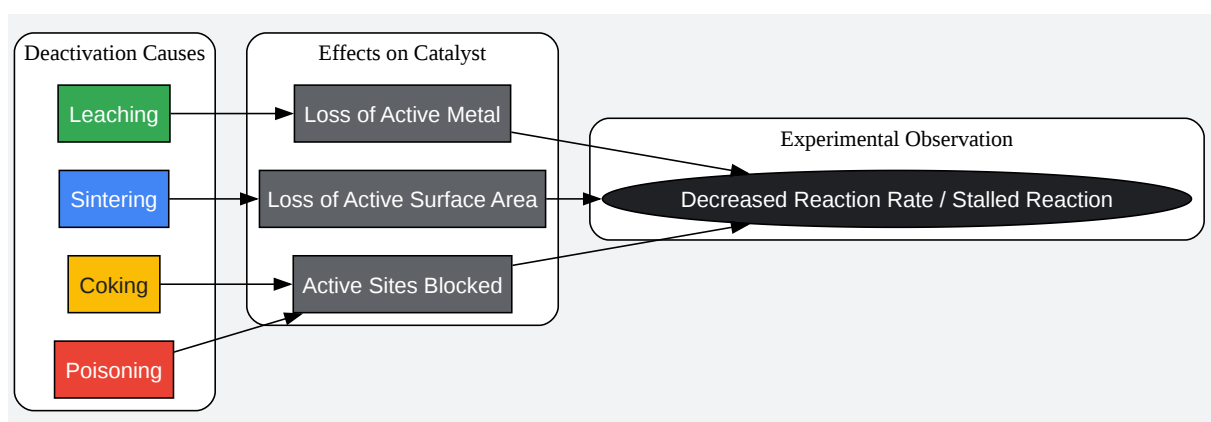 Deactivation Causes
Leaching
Sintering
Coking
Poisoning
Effects on Catalyst
Loss of Active Metal
Loss of Active Surface Area
Active Sites Blocked
Experimental Observation
Decreased Reaction Rate / Stalled Reaction